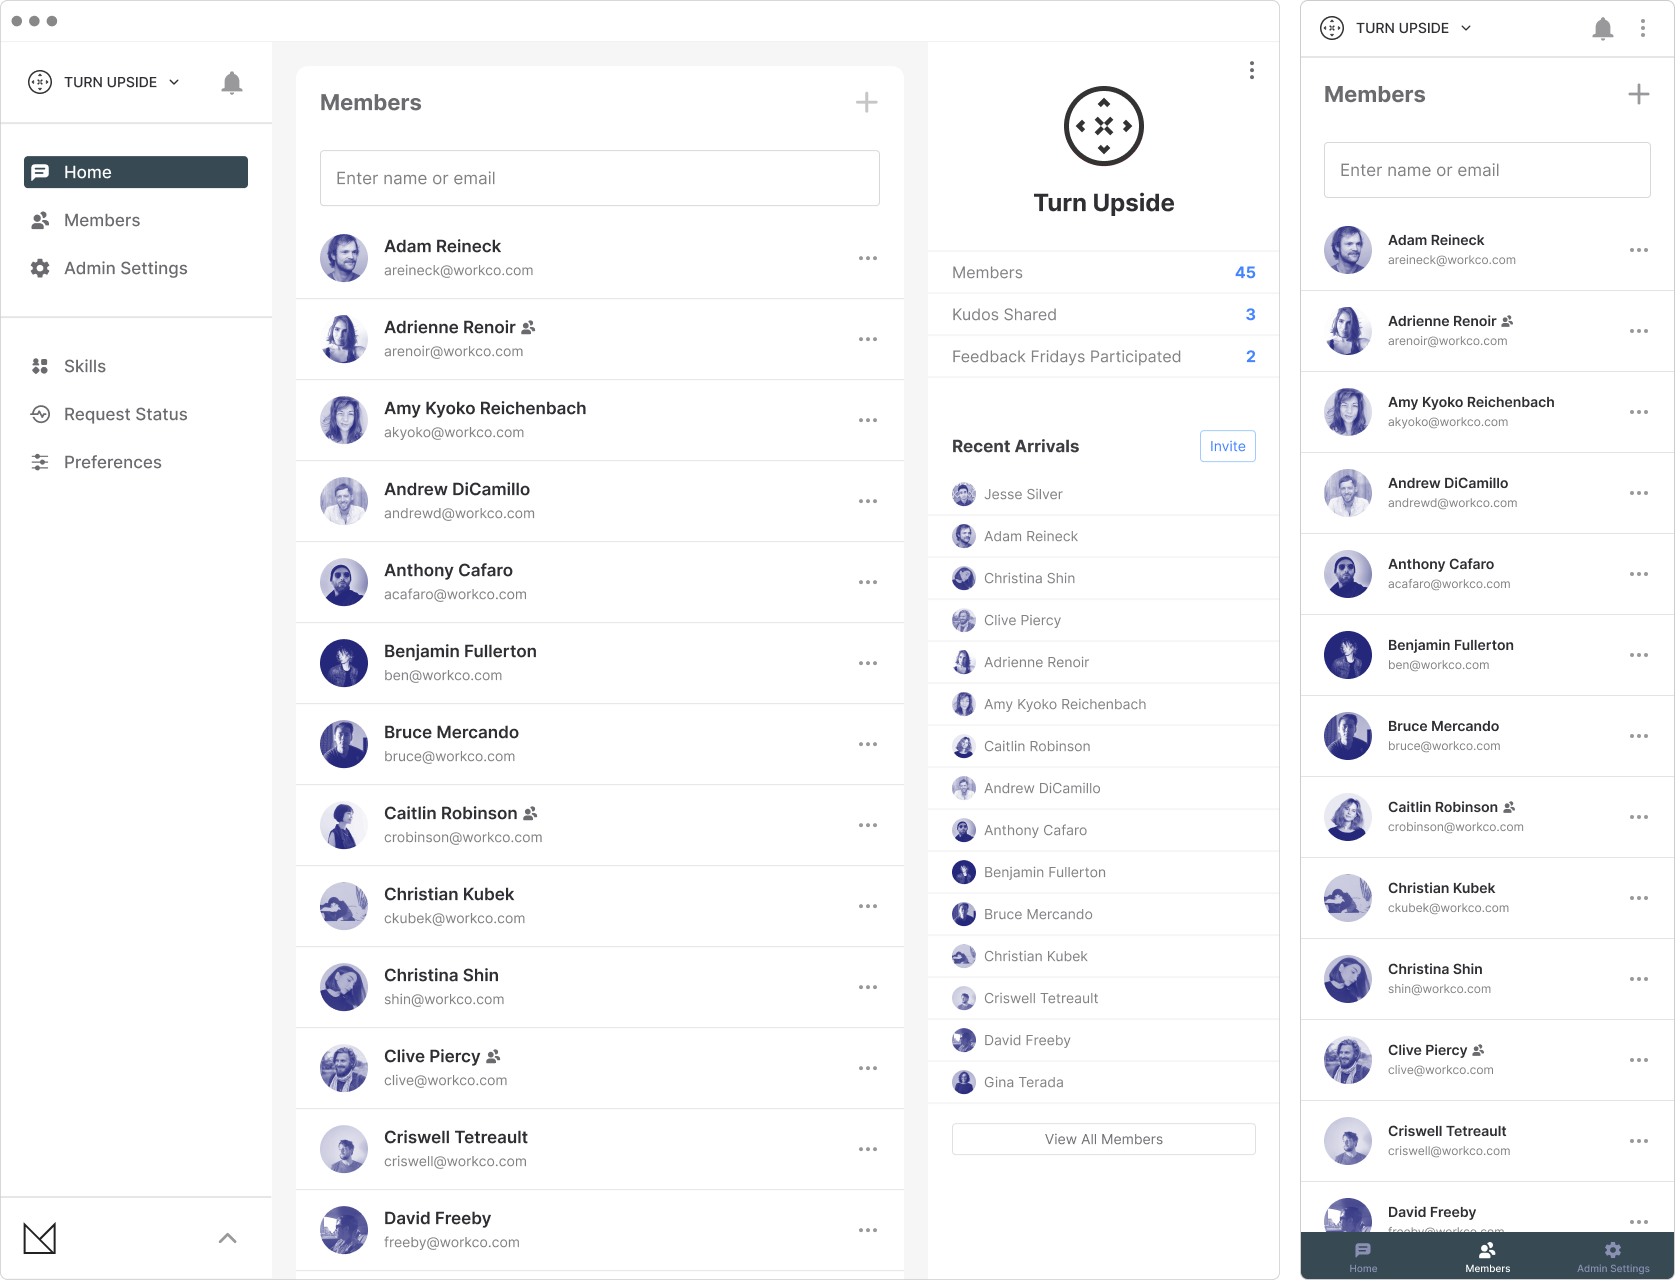 TURN UPSIDE
Home
Members
Admin Settings
Skills
Request Status
Preferences
Members
Enter name or email
Adam Reineck
areineck@workco.com
Adrienne Renoir
arenoir@workco.com
Amy Kyoko Reichenbach
akyoko@workco.com
Andrew DiCamillo
andrewd@workco.com
Anthony Cafaro
acafaro@workco.com
Benjamin Fullerton
ben@workco.com
Bruce Mercando
bruce@workco.com
Caitlin Robinson
crobinson@workco.com
Christian Kubek
ckubek@workco.com
Christina Shin
shin@workco.com
Clive Piercy
clive@workco.com
Criswell Tetreault
criswell@workco.com
David Freeby
freeby@workco.com
Turn Upside
Members 45
Kudos Shared 3
Feedback Fridays Participated 2
Recent Arrivals Invite
Jesse Silver
Adam Reineck
Christina Shin
Clive Piercy
Adrienne Renoir
Amy Kyoko Reichenbach
Caitlin Robinson
Andrew DiCamillo
Anthony Cafaro
Benjamin Fullerton
Bruce Mercando
Christian Kubek
Criswell Tetreault
David Freeby
Gina Terada
View All Members
TURN UPSIDE
Members
Enter name or email
Adam Reineck
areineck@workco.com
Adrienne Renoir
arenoir@workco.com
Amy Kyoko Reichenbach
akyoko@workco.com
Andrew DiCamillo
andrewd@workco.com
Anthony Cafaro
acafaro@workco.com
Benjamin Fullerton
ben@workco.com
Bruce Mercando
bruce@workco.com
Caitlin Robinson
crobinson@workco.com
Christian Kubek
ckubek@workco.com
Christina Shin
shin@workco.com
Clive Piercy
clive@workco.com
Criswell Tetreault
criswell@workco.com
David Freeby
freeby@workco.com
Home Members Admin Settings